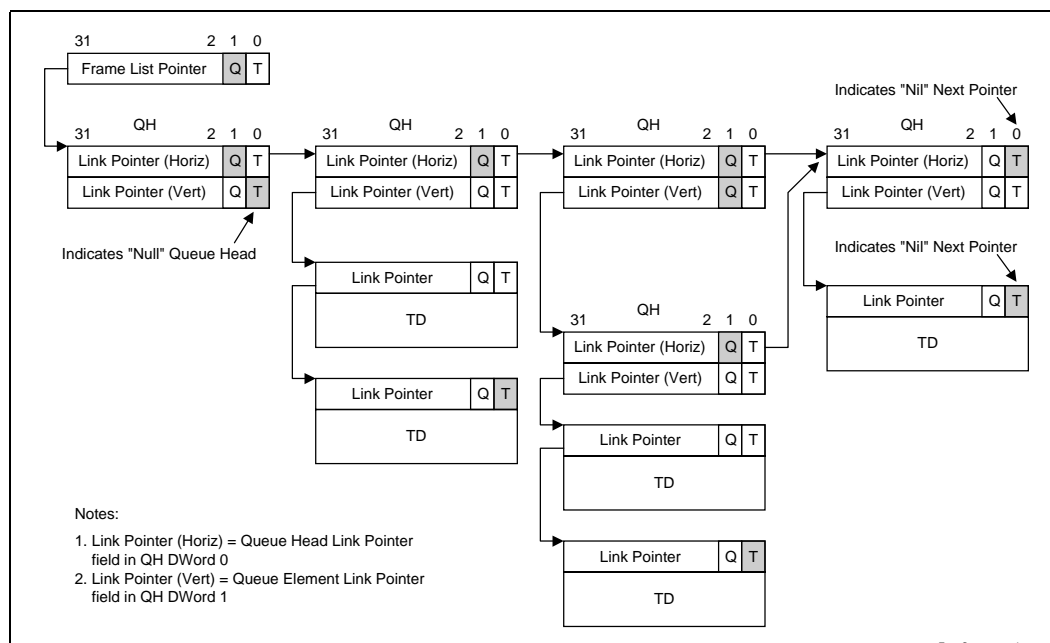 31 2 1 0
Frame List Pointer Q T
Indicates "Nil" Next Pointer
QH
31 2 1 0
Link Pointer (Horiz) Q T
Link Pointer (Vert) Q T
Indicates "Null" Queue Head
QH
31 2 1 0
Link Pointer (Horiz) Q T
Link Pointer (Vert) Q T
Link Pointer Q T
TD
Link Pointer Q T
TD
QH
31 2 1 0
Link Pointer (Horiz) Q T
Link Pointer (Vert) Q T
QH
31 2 1 0
Link Pointer (Horiz) Q T
Link Pointer (Vert) Q T
Link Pointer Q T
TD
Link Pointer Q T
TD
QH
31 2 1 0
Link Pointer (Horiz) Q T
Link Pointer (Vert) Q T
Indicates "Nil" Next Pointer
Link Pointer Q T
TD
Notes:
1. Link Pointer (Horiz) = Queue Head Link Pointer
field in QH DWord 0
2. Link Pointer (Vert) = Queue Element Link Pointer
field in QH DWord 1